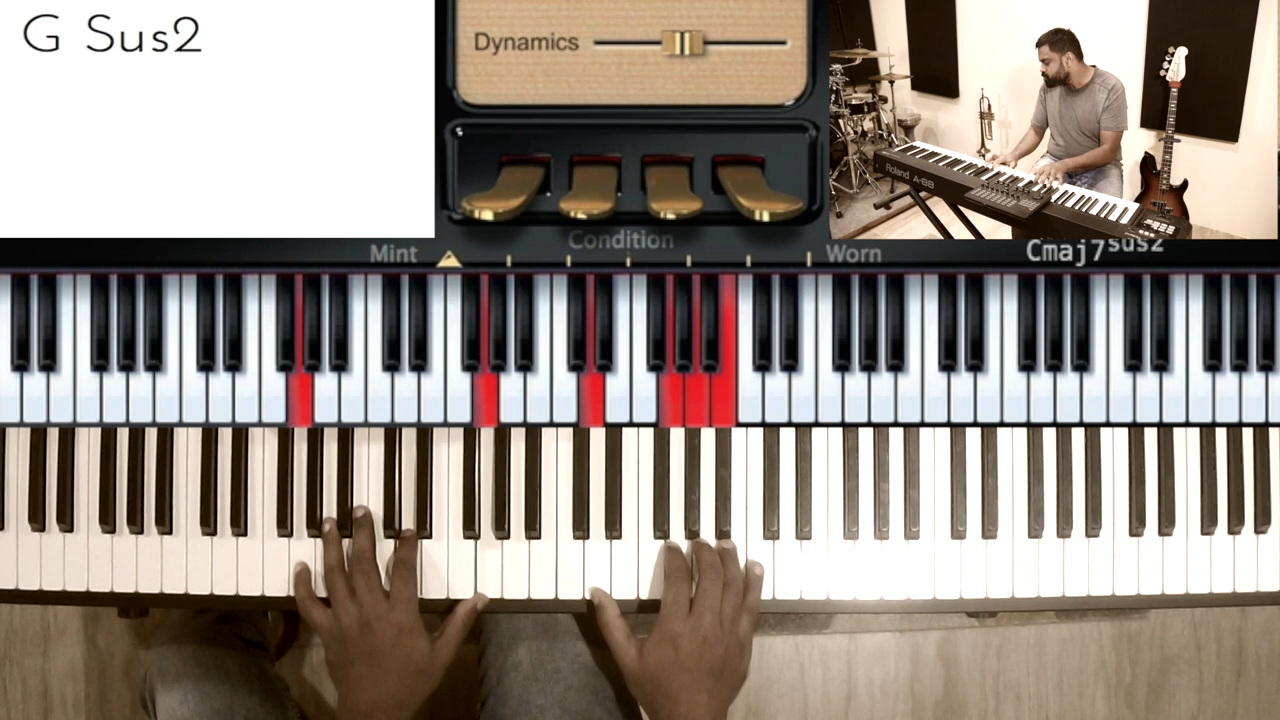 G Sus2
Dynamics
Roland A-88
Mint
Condition
Worn
Cmaj7sus2